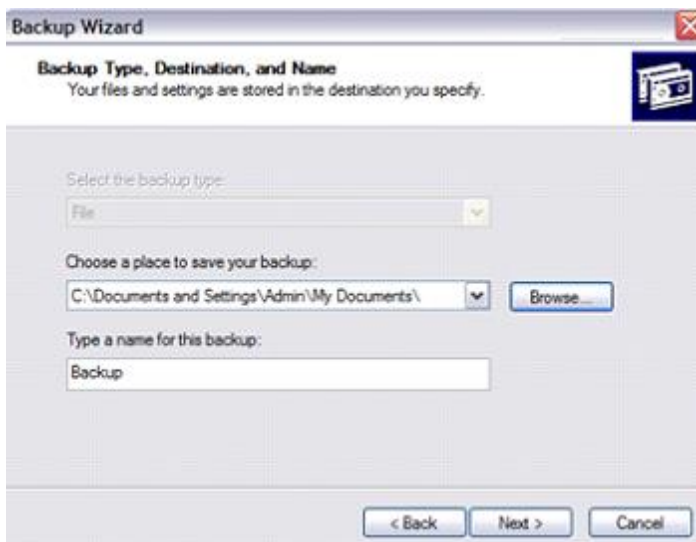 Backup Wizard
Backup Type, Destination, and Name
Your files and settings are stored in the destination you specify.
Select the backup type:
File
Choose a place to save your backup:
C:\Documents and Settings\Admin\My Documents\
Browse...
Type a name for this backup:
Backup
< Back
Next >
Cancel